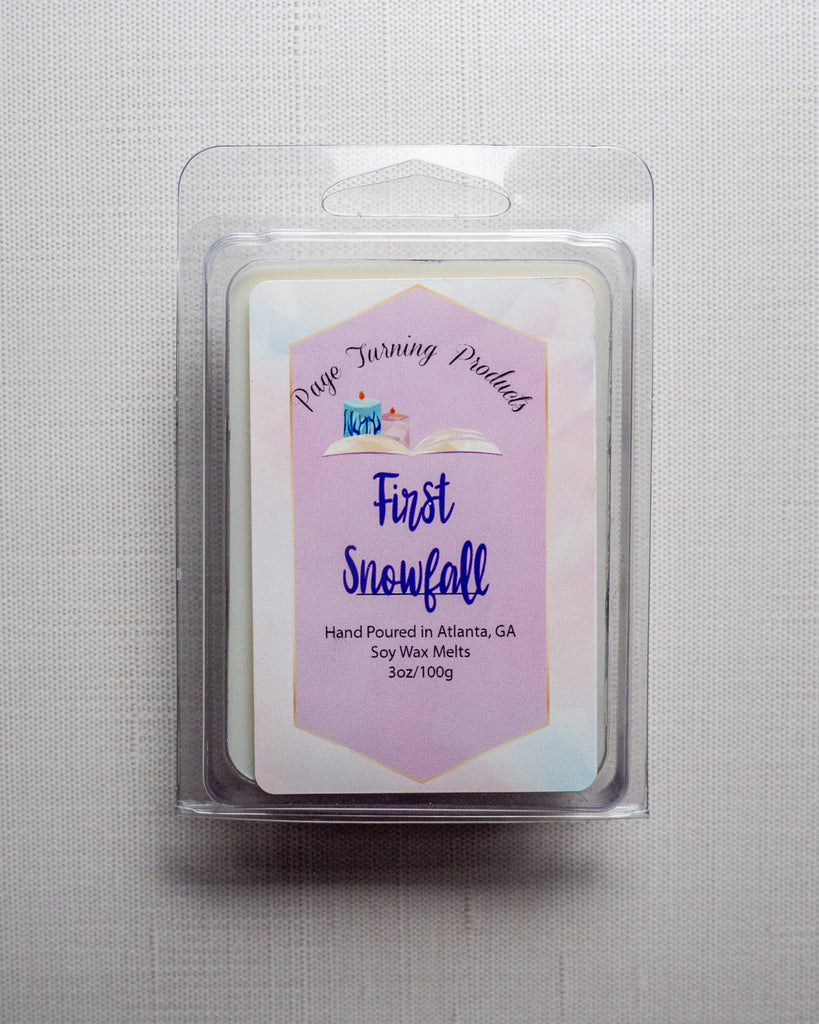 Page Turning Products
First
Snowfall
Hand Poured in Atlanta, GA
Soy Wax Melts
3oz/100g